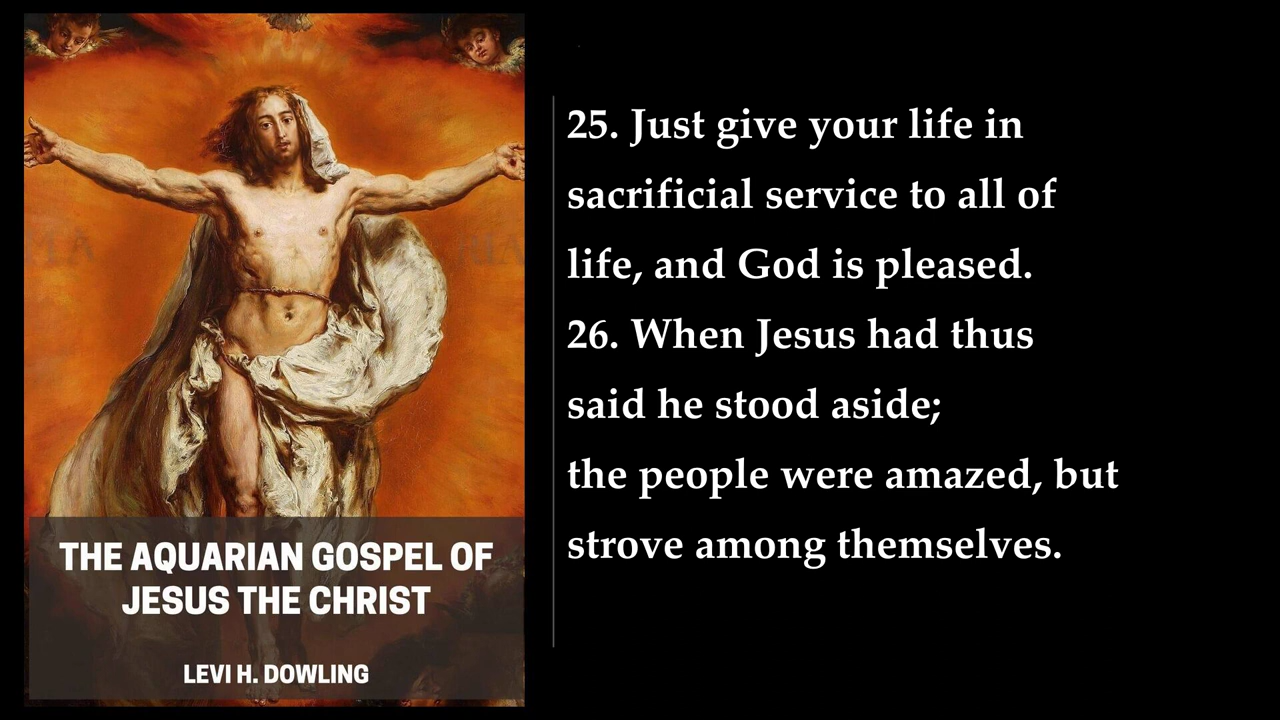 25. Just give your life in
sacrificial service to all of
life, and God is pleased.
26. When Jesus had thus
said he stood aside;
the people were amazed, but
strove among themselves.
THE AQUARIAN GOSPEL OF
JESUS THE CHRIST
LEVI H. DOWLING